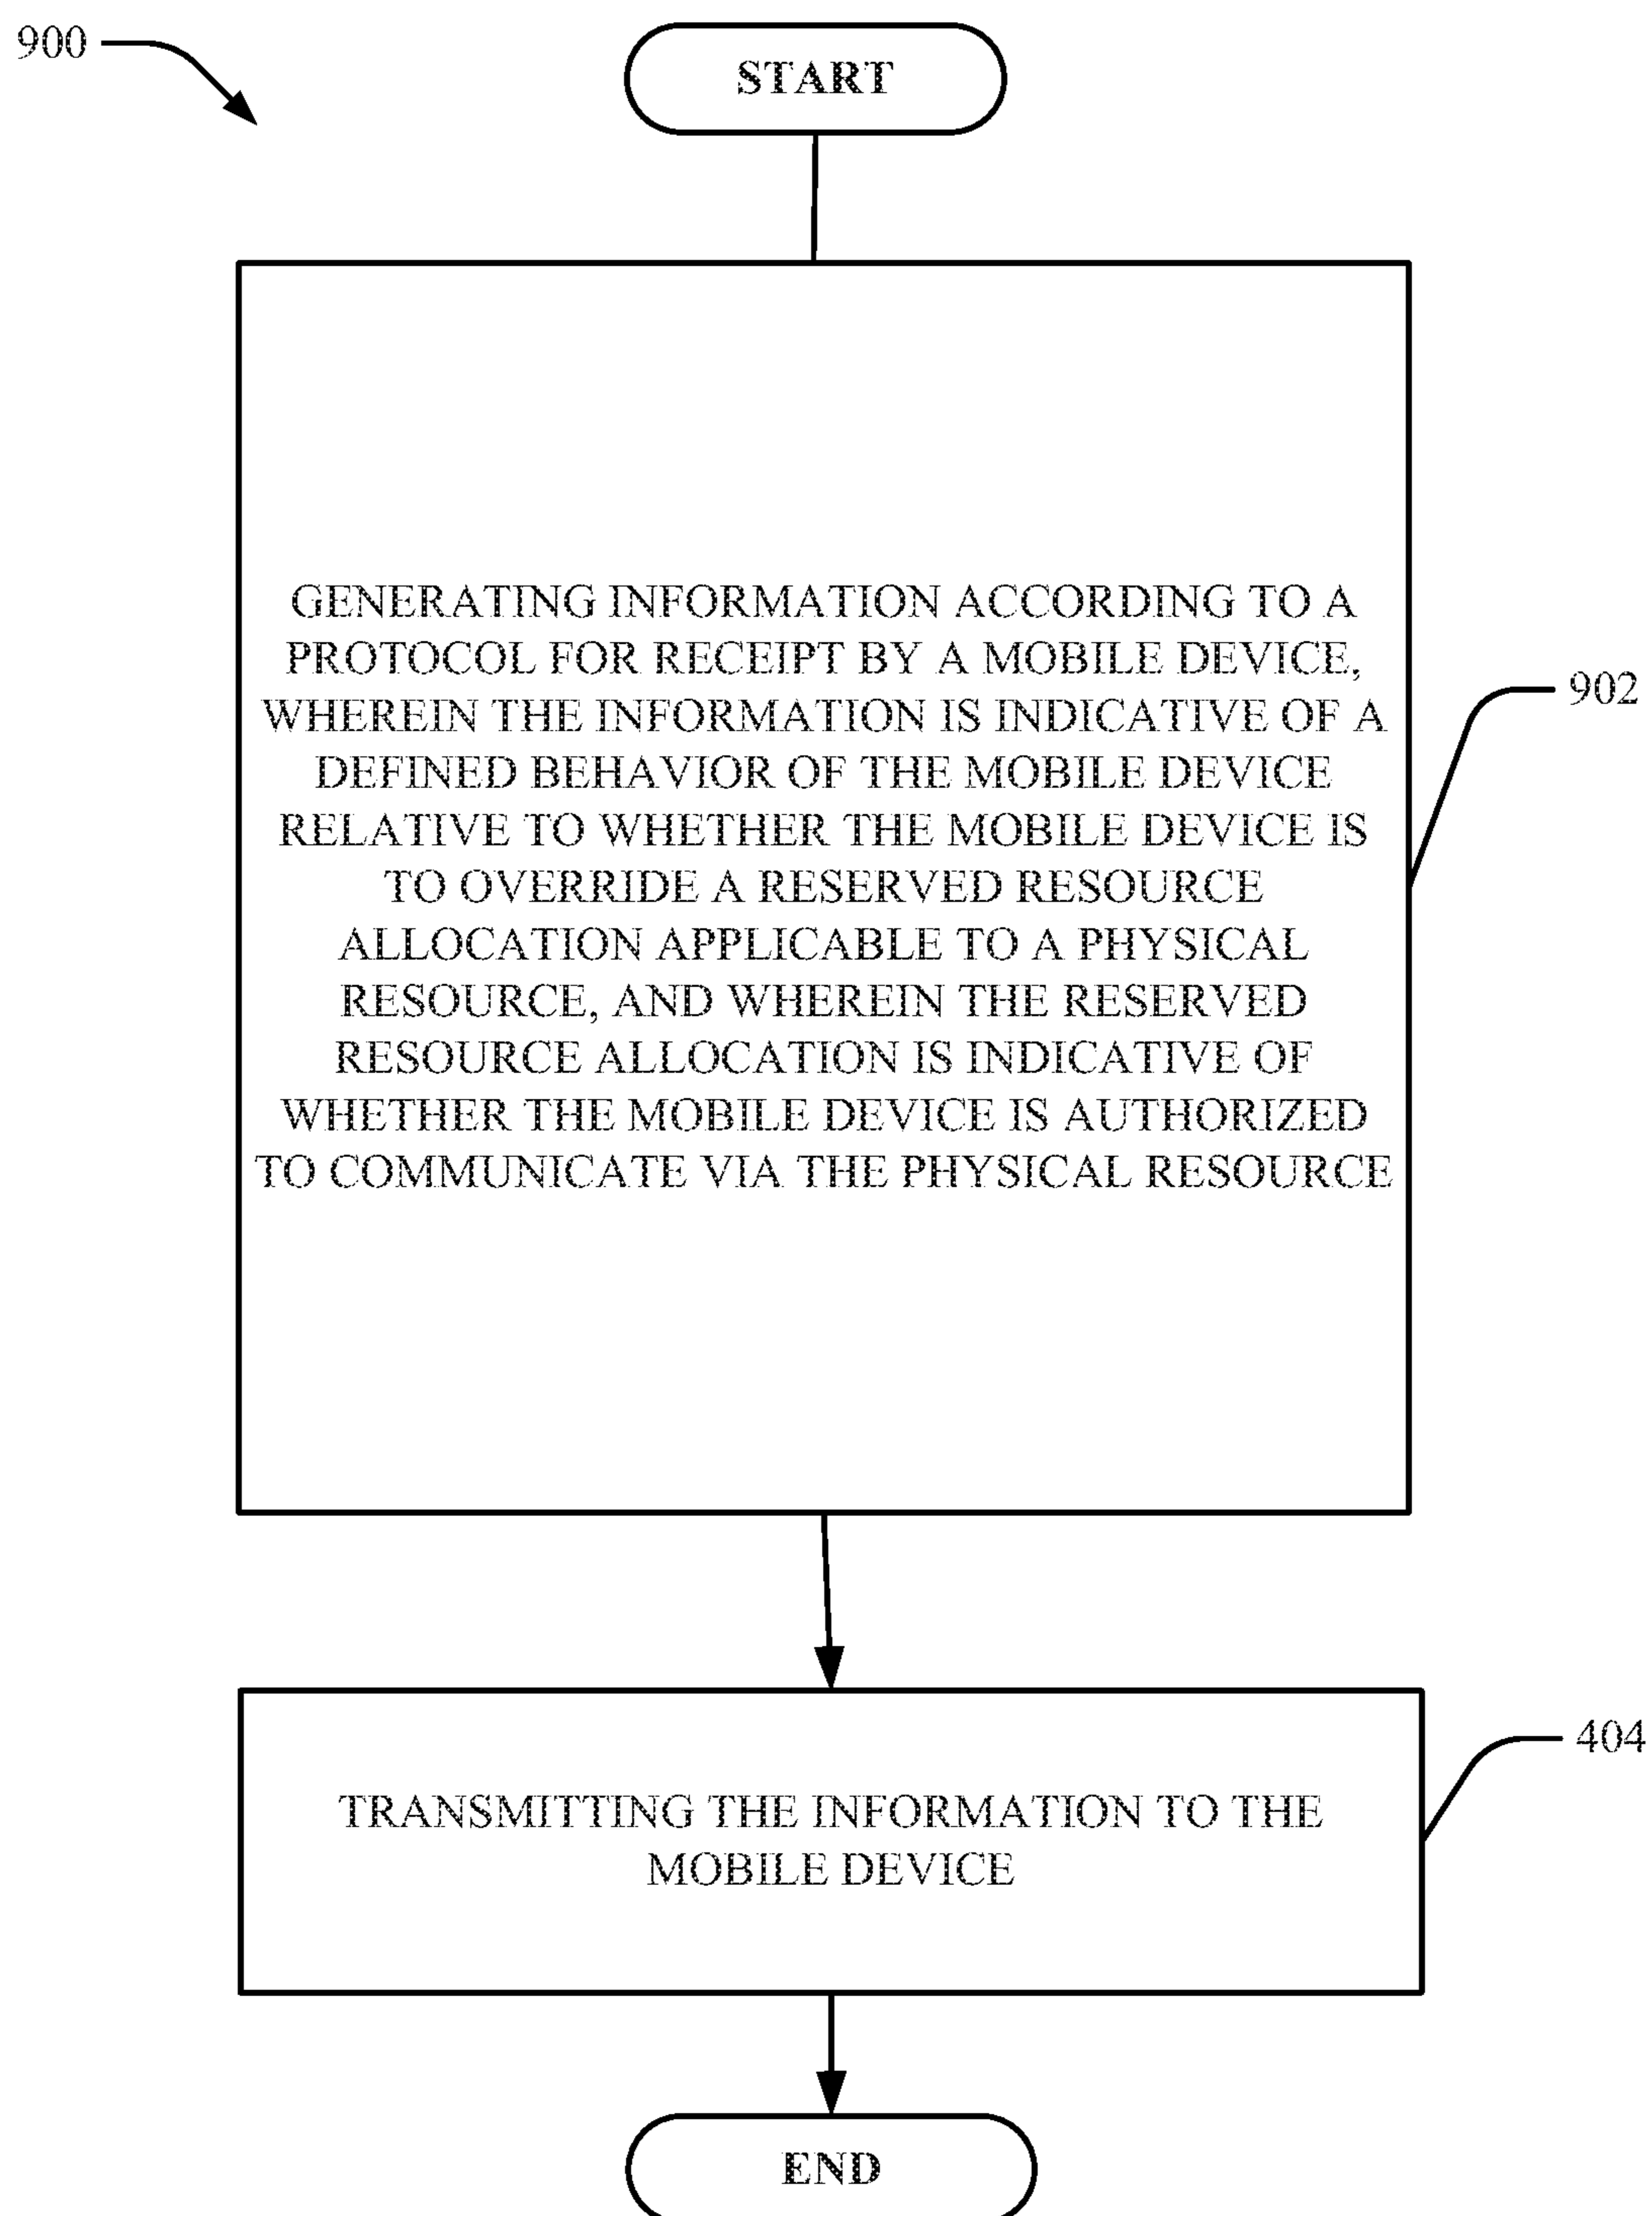 900
START
GENERATING INFORMATION ACCORDING TO A
PROTOCOL FOR RECEIPT BY A MOBILE DEVICE,
WHEREIN THE INFORMATION IS INDICATIVE OF A
DEFINED BEHAVIOR OF THE MOBILE DEVICE
RELATIVE TO WHETHER THE MOBILE DEVICE IS
TO OVERRIDE A RESERVED RESOURCE
ALLOCATION APPLICABLE TO A PHYSICAL
RESOURCE, AND WHEREIN THE RESERVED
RESOURCE ALLOCATION IS INDICATIVE OF
WHETHER THE MOBILE DEVICE IS AUTHORIZED
TO COMMUNICATE VIA THE PHYSICAL RESOURCE
902
TRANSMITTING THE INFORMATION TO THE
MOBILE DEVICE
404
END